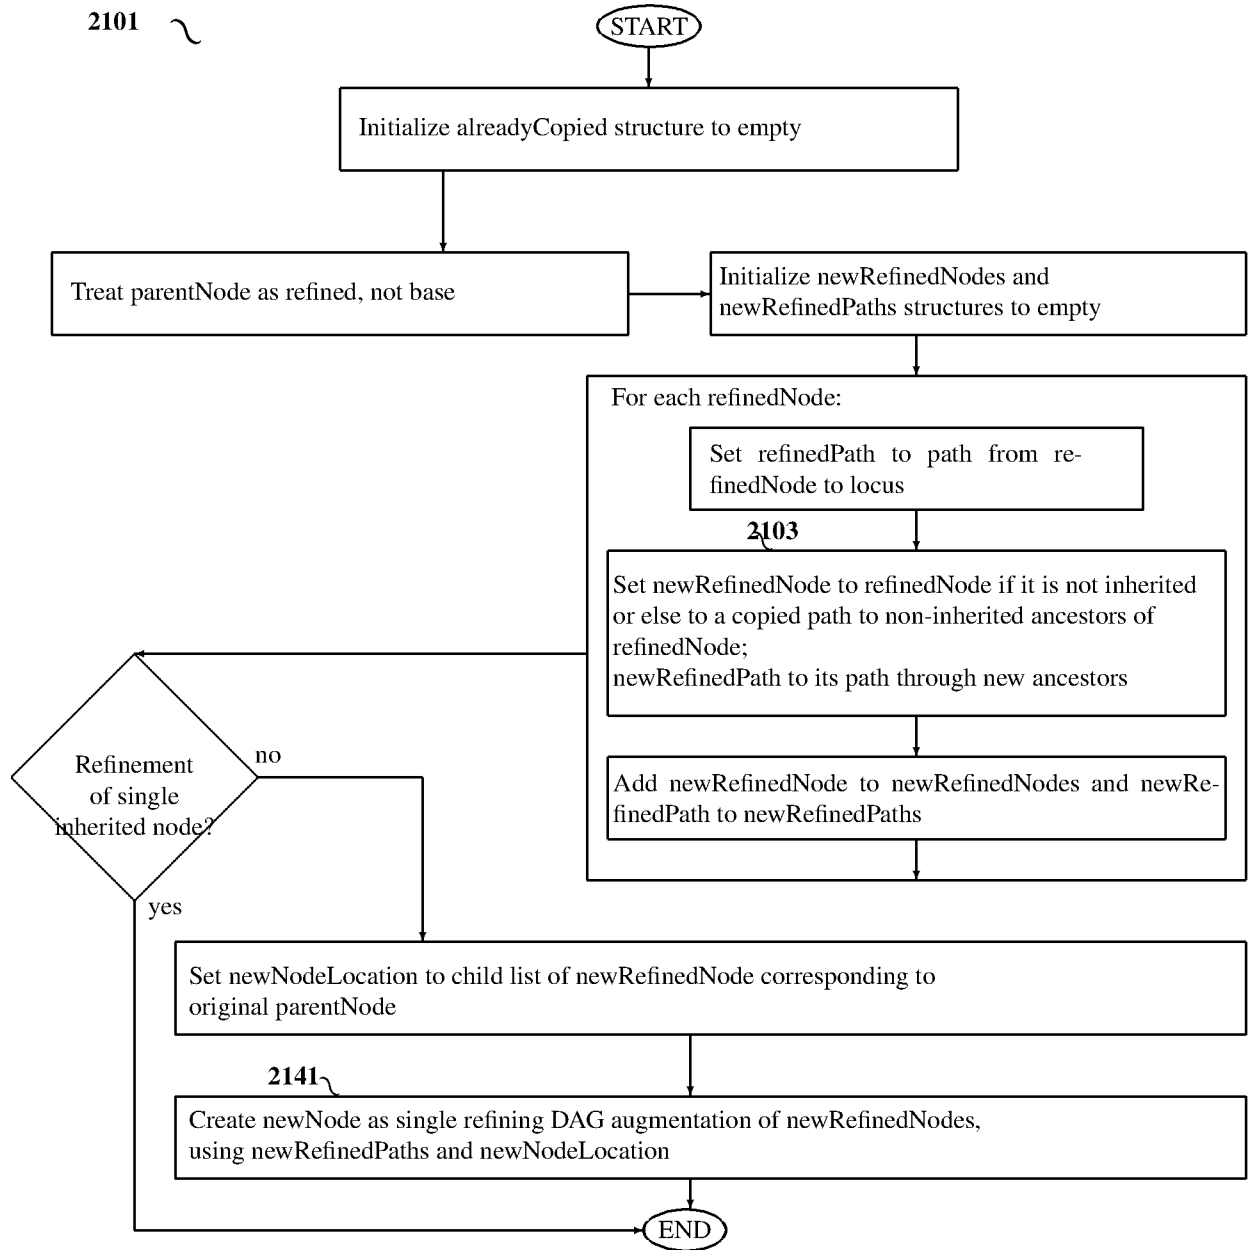 2101
START
Initialize alreadyCopied structure to empty
Treat parentNode as refined, not base
Initialize newRefinedNodes and
newRefinedPaths structures to empty
For each refinedNode:
Set refinedPath to path from re-
finedNode to locus
2103
Set newRefinedNode to refinedNode if it is not inherited
or else to a copied path to non-inherited ancestors of
refinedNode;
newRefinedPath to its path through new ancestors
Add newRefinedNode to newRefinedNodes and newRe-
finedPath to newRefinedPaths
Refinement
of single
inherited node?
no
yes
Set newNodeLocation to child list of newRefinedNode corresponding to
original parentNode
2141
Create newNode as single refining DAG augmentation of newRefinedNodes,
using newRefinedPaths and newNodeLocation
END